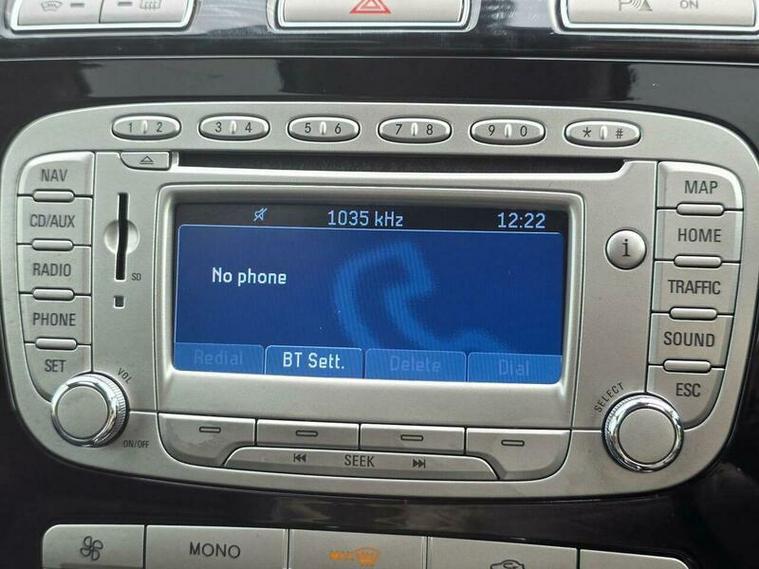 ON
1 2
3 4
5 6
7 8
9 0
* #
NAV
CD/AUX
RADIO
PHONE
SET
SD
1035 kHz
12:22
No phone
Redial
BT Sett.
Delete
Dial
i
MAP
HOME
TRAFFIC
SOUND
ESC
VOL
ON/OFF
SELECT
SEEK
MONO
MAX